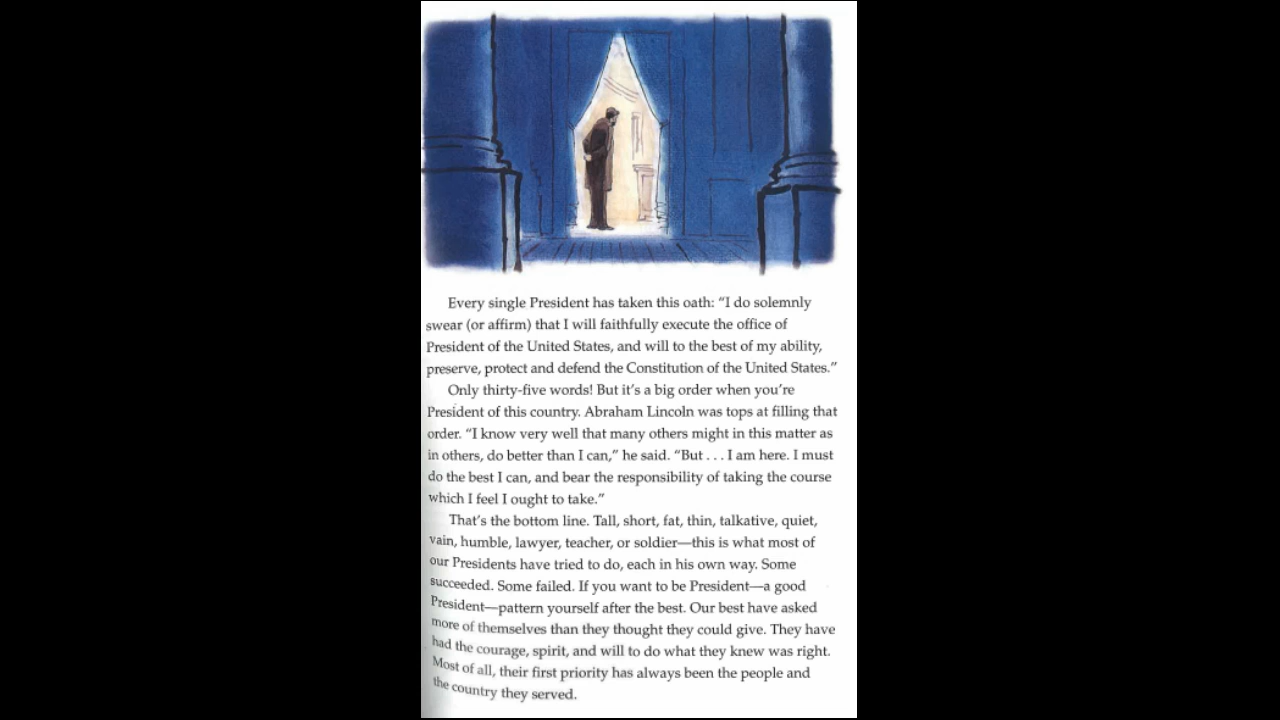 Every single President has taken this oath: “I do solemnly
swear (or affirm) that I will faithfully execute the office of
President of the United States, and will to the best of my ability,
preserve, protect and defend the Constitution of the United States.”
Only thirty-five words! But it’s a big order when you’re
President of this country. Abraham Lincoln was tops at filling that
order. “I know very well that many others might in this matter as
in others, do better than I can,” he said. “But . . . I am here. I must
do the best I can, and bear the responsibility of taking the course
which I feel I ought to take.”
That’s the bottom line. Tall, short, fat, thin, talkative, quiet,
vain, humble, lawyer, teacher, or soldier—this is what most of
our Presidents have tried to do, each in his own way. Some
succeeded. Some failed. If you want to be President—a good
President—pattern yourself after the best. Our best have asked
more of themselves than they thought they could give. They have
had the courage, spirit, and will to do what they knew was right.
Most of all, their first priority has always been the people and
the country they served.